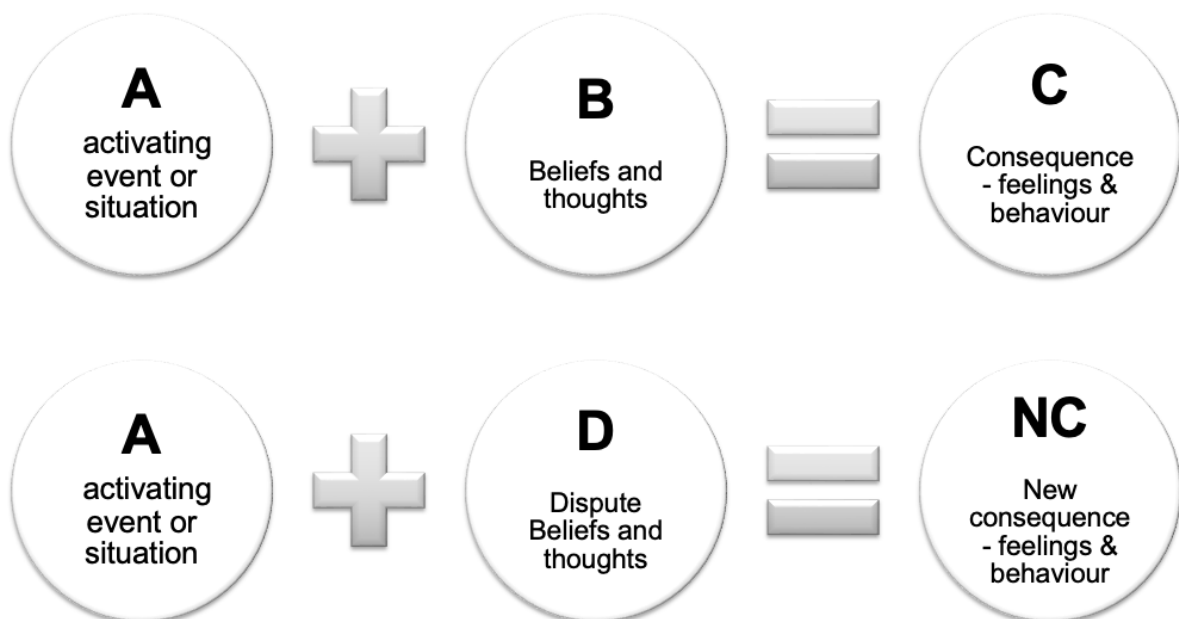 A
activating
event or
situation
B
Beliefs and
thoughts
C
Consequence
- feelings &
behaviour
A
activating
event or
situation
D
Dispute
Beliefs and
thoughts
NC
New
consequence
- feelings &
behaviour